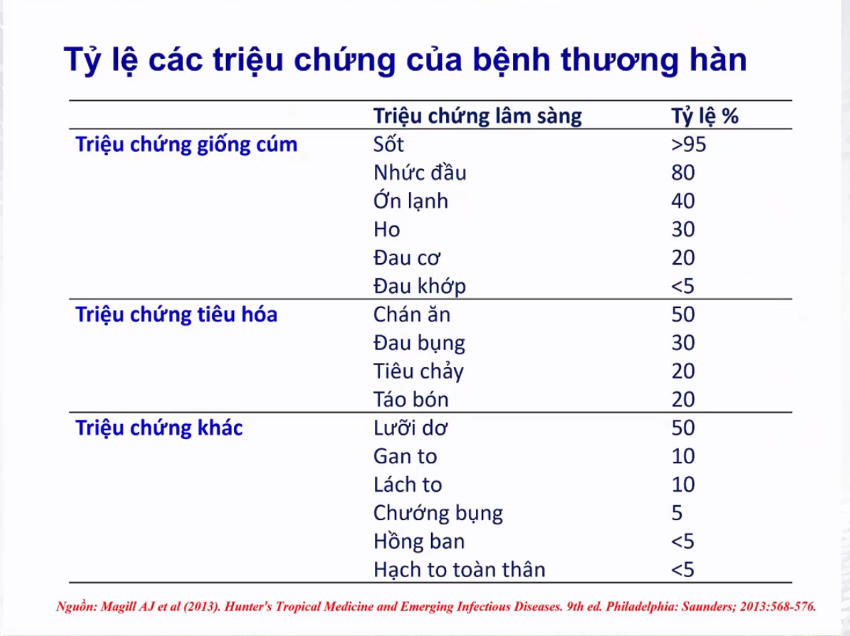 Tỷ lệ các triệu chứng của bệnh thương hàn
Triệu chứng lâm sàng Tỷ lệ %
Triệu chứng giống cúm Sốt >95
Nhức đầu 80
Ớn lạnh 40
Ho 30
Đau cơ 20
Đau khớp <5
Triệu chứng tiêu hóa Chán ăn 50
Đau bụng 30
Tiêu chảy 20
Táo bón 20
Triệu chứng khác Lưỡi dơ 50
Gan to 10
Lách to 10
Chướng bụng 5
Hồng ban <5
Hạch to toàn thân <5
Nguồn: Magill AJ et al (2013). Hunter's Tropical Medicine and Emerging Infectious Diseases. 9th ed. Philadelphia: Saunders; 2013:568-576.